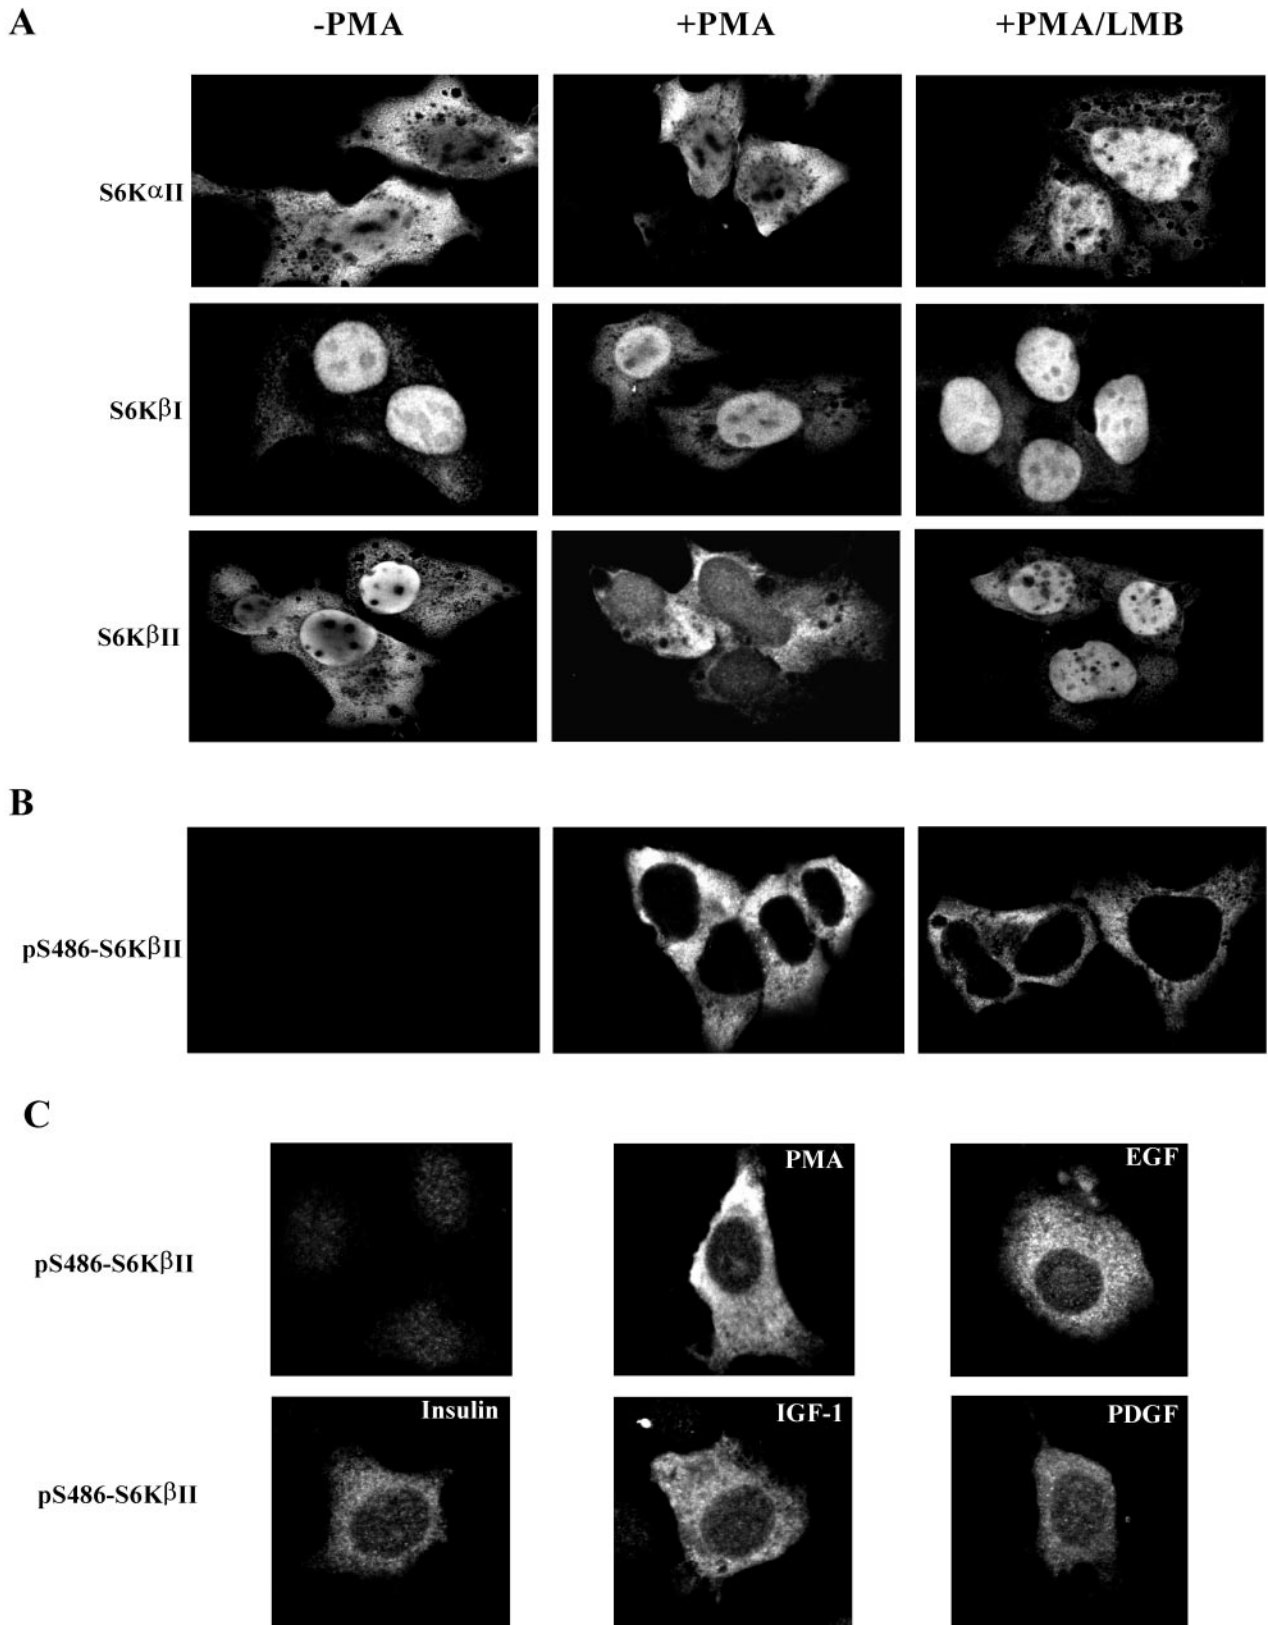 A
-PMA +PMA +PMA/LMB
S6KαII
S6KβI
S6KβII
B
pS486-S6KβII
C
PMA EGF
pS486-S6KβII
Insulin IGF-1 PDGF
pS486-S6KβII